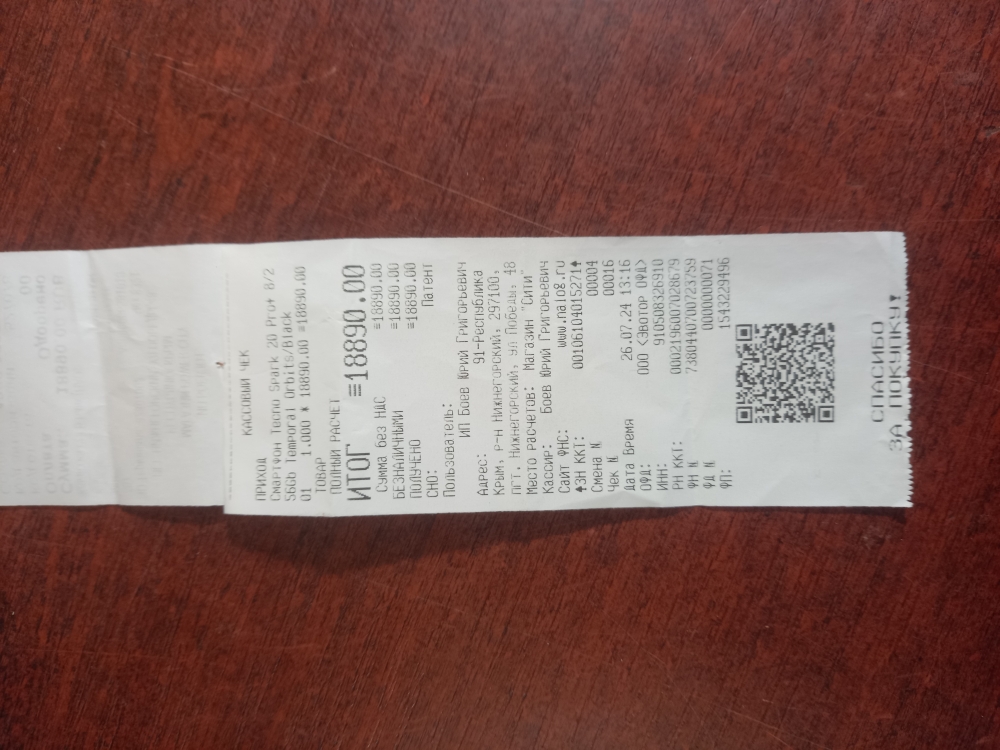 КАССОВЫЙ ЧЕК
ПРИХОД
Смартфон Tecno Spark 20 Pro+ 8/2
56Gb Temporal Orbits/Black
01 1.000 * 18890.00 =18890.00
ТОВАР
ПОЛНЫЙ РАСЧЕТ
ИТОГ =18890.00
Сумма без НДС =18890.00
БЕЗНАЛИЧНЫМИ =18890.00
ПОЛУЧЕНО =18890.00
СНО: Патент
Пользователь:
ИП Боев Юрий Григорьевич
Адрес: 91-Республика
Крым, р-н Нижнегорский, 297100,
пгт. Нижнегорский, ул Победы, 48
Место расчетов: Магазин "Сити"
Кассир: Боев Юрий Григорьевич
Сайт ФНС: www.nalog.ru
ЗН ККТ: 00106104015271
Смена N 00004
Чек N 00016
Дата Время 26.07.24 13:16
ОФД: ООО <Эвотор ОФД>
ИНН: 910508326910
РН ККТ: 0002196007028679
ФН N 7380440700723759
ФД N 0000000071
ФП: 1543229496
СПАСИБО
ЗА ПОКУПКУ!